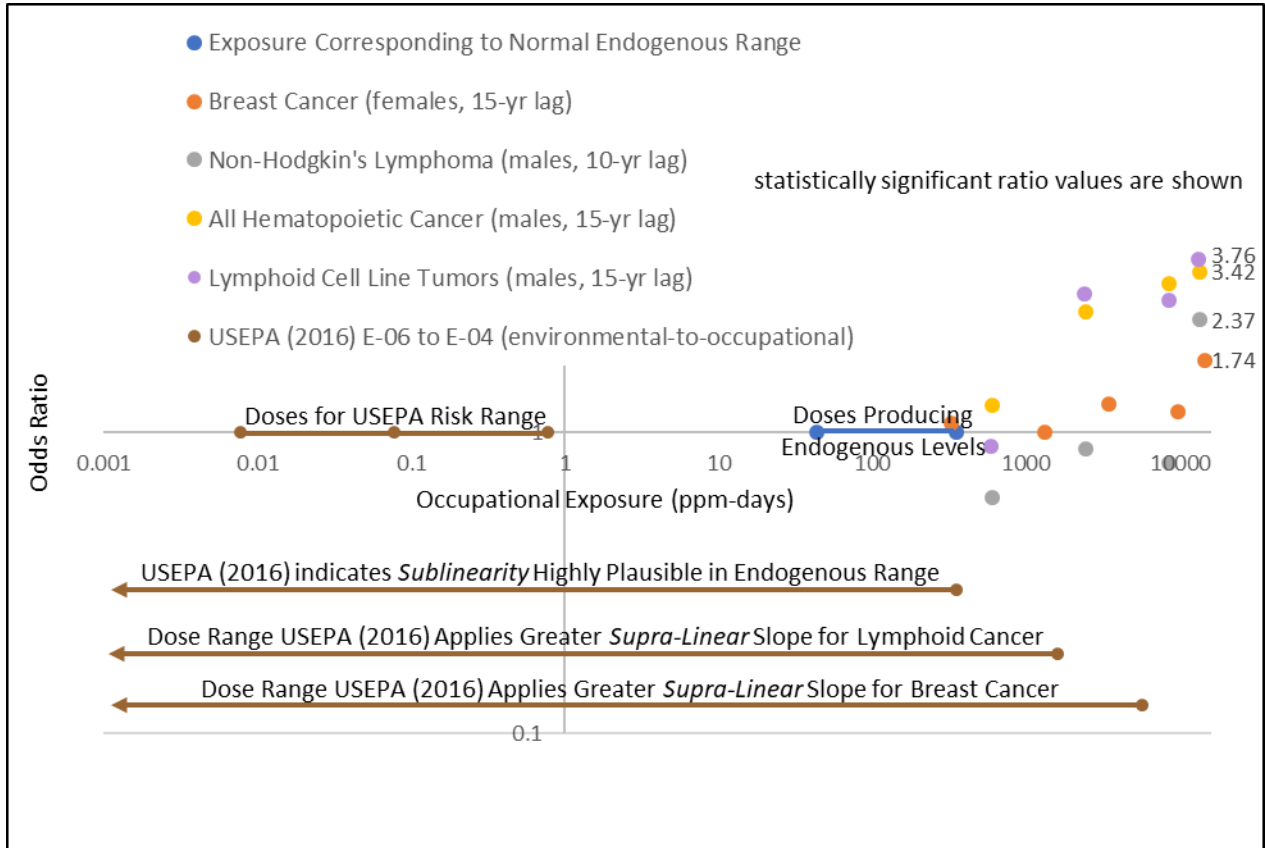 Exposure Corresponding to Normal Endogenous Range
Breast Cancer (females, 15-yr lag)
Non-Hodgkin's Lymphoma (males, 10-yr lag)
statistically significant ratio values are shown
All Hematopoietic Cancer (males, 15-yr lag)
3.76
Lymphoid Cell Line Tumors (males, 15-yr lag)
3.42
2.37
USEPA (2016) E-06 to E-04 (environmental-to-occupational)
1.74
Odds Ratio
Doses for USEPA Risk Range
Doses Producing
1
Endogenous Levels
0.001 0.01 0.1 1 10 100 1000 10000
Occupational Exposure (ppm-days)
USEPA (2016) indicates Sublinearity Highly Plausible in Endogenous Range
Dose Range USEPA (2016) Applies Greater Supra-Linear Slope for Lymphoid Cancer
Dose Range USEPA (2016) Applies Greater Supra-Linear Slope for Breast Cancer
0.1